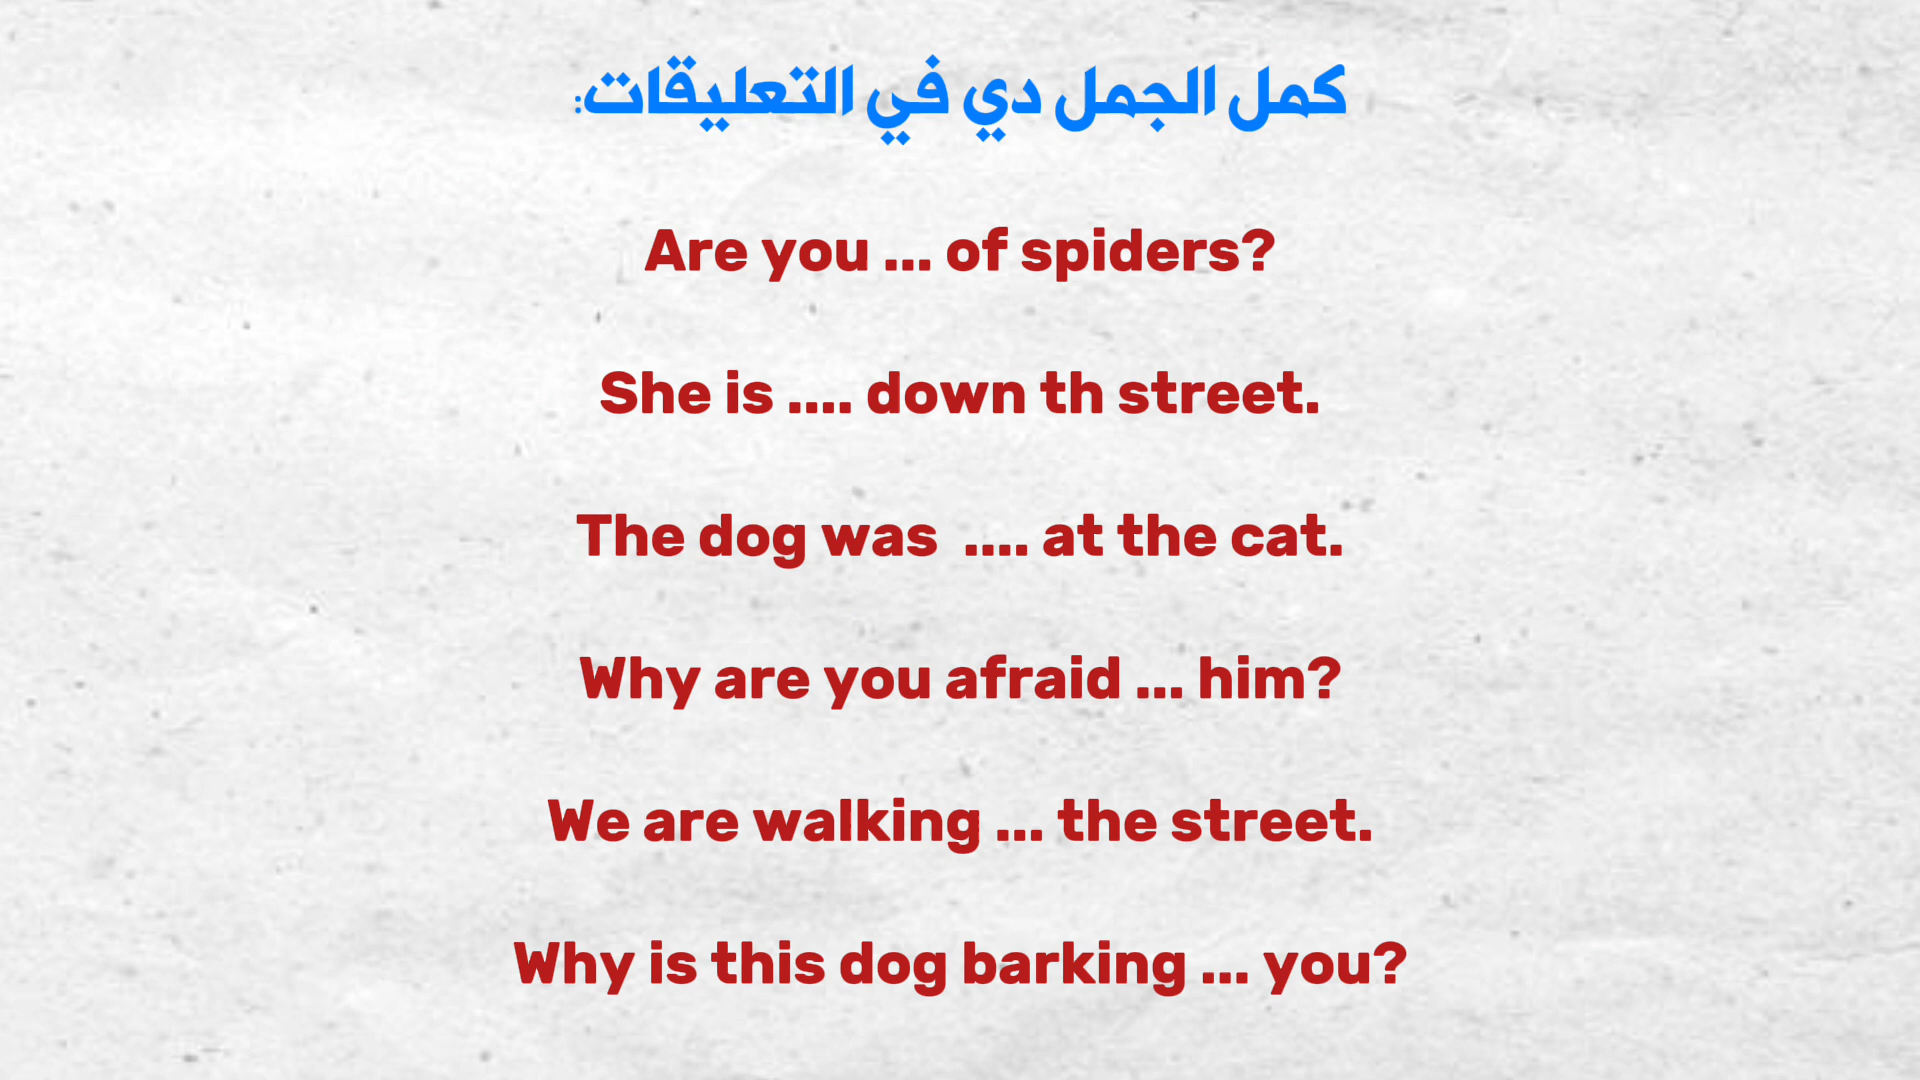 كمل الجمل دي في التعليقات:
Are you ... of spiders?
She is .... down th street.
The dog was .... at the cat.
Why are you afraid ... him?
We are walking ... the street.
Why is this dog barking ... you?